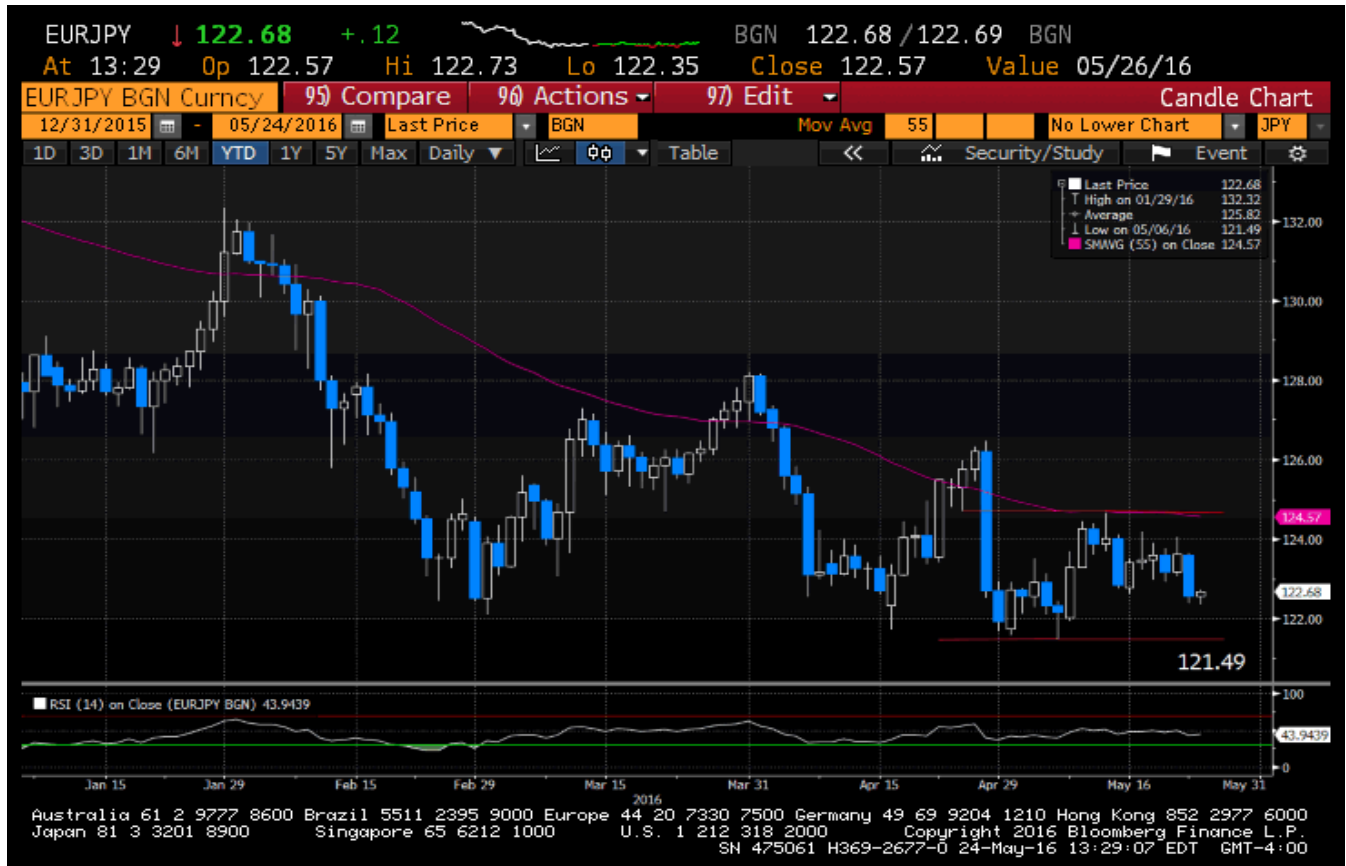 EURJPY ↓ 122.68 +.12 BGN 122.68 / 122.69 BGN
At 13:29 Op 122.57 Hi 122.73 Lo 122.35 Close 122.57 Value 05/26/16
EURJPY BGN Curncy 95) Compare 96) Actions 97) Edit Candle Chart
12/31/2015 - 05/24/2016 Last Price BGN Mov Avg 55 No Lower Chart JPY
1D 3D 1M 6M YTD 1Y 5Y Max Daily ▼ Table « Security/Study Event
Last Price 122.68
High on 01/29/16 132.32
Average 125.82
Low on 05/06/16 121.49
SMAVG (55) on Close 124.57
132.00
130.00
128.00
126.00
124.57
124.00
122.68
122.00
121.49
RSI (14) on Close (EURJPY BGN) 43.9439
100
43.9439
0
Jan 15 Jan 29 Feb 15 Feb 29 Mar 15 Mar 31 Apr 15 Apr 29 May 16 May 31
2016
Australia 61 2 9777 8600 Brazil 5511 2395 9000 Europe 44 20 7330 7500 Germany 49 69 9204 1210 Hong Kong 852 2977 6000
Japan 81 3 3201 8900 Singapore 65 6212 1000 U.S. 1 212 318 2000 Copyright 2016 Bloomberg Finance L.P.
SN 475061 H369-2677-0 24-May-16 13:29:07 EDT GMT-4:00